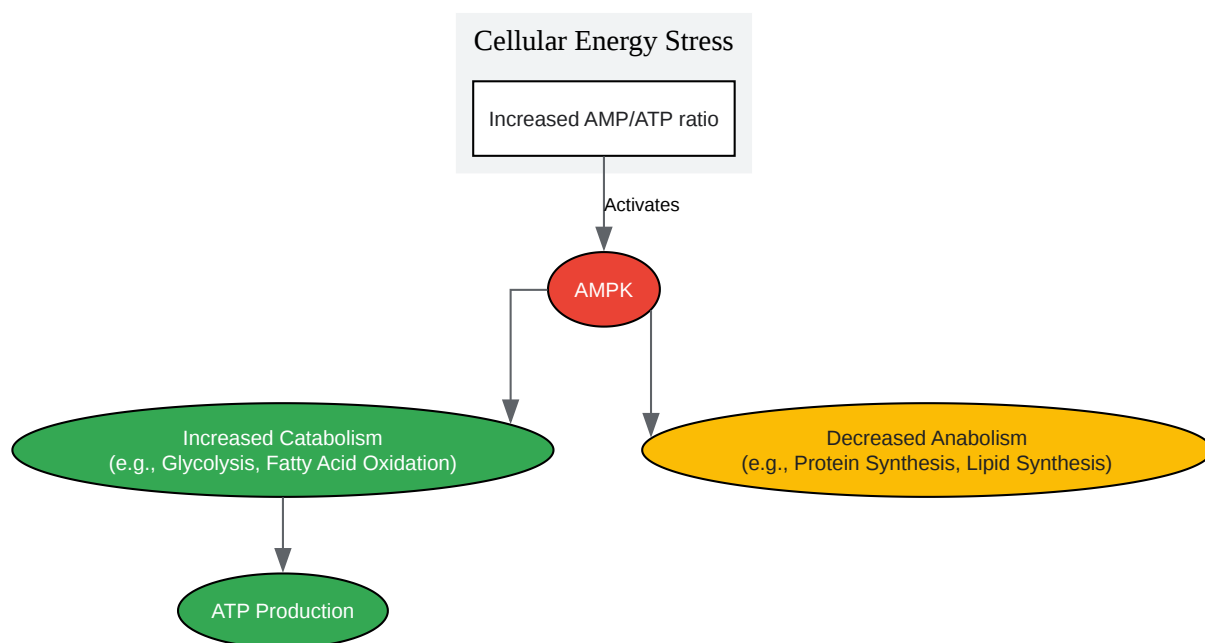 Cellular Energy Stress
Increased AMP/ATP ratio
Activates
AMPK
Increased Catabolism
(e.g., Glycolysis, Fatty Acid Oxidation)
Decreased Anabolism
(e.g., Protein Synthesis, Lipid Synthesis)
ATP Production